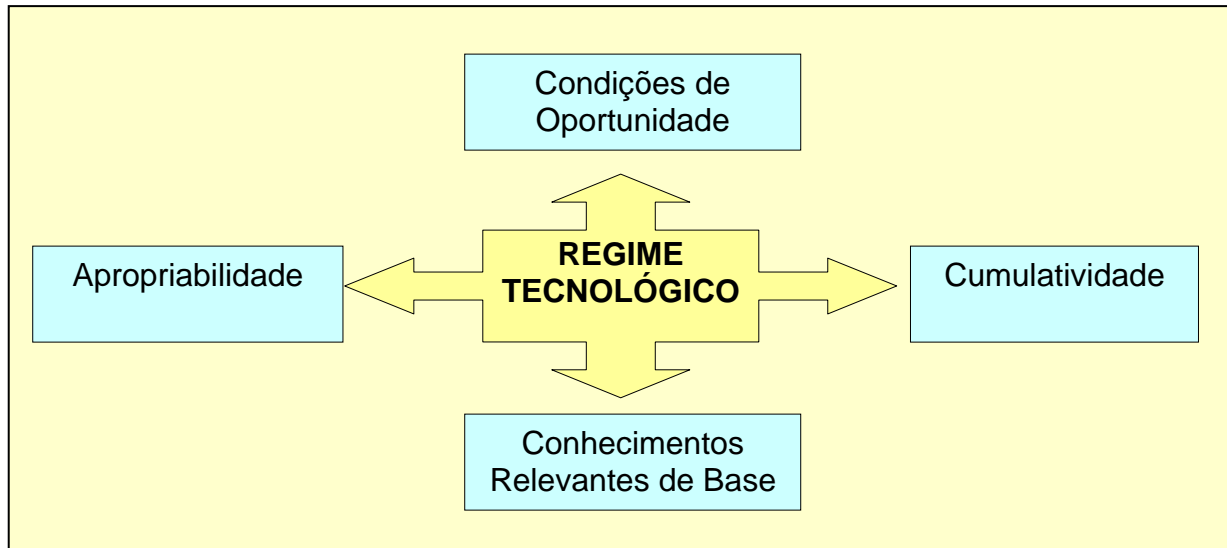 Condições de
Oportunidade
Apropriabilidade
REGIME
TECNOLÓGICO
Cumulatividade
Conhecimentos
Relevantes de Base